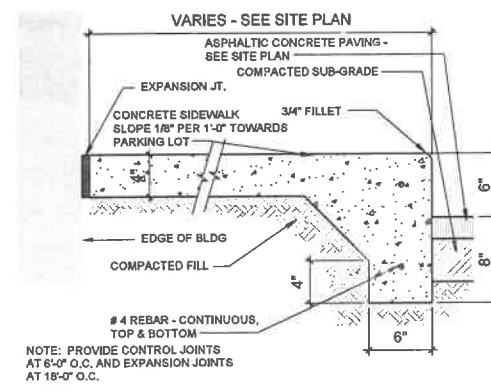 VARIES - SEE SITE PLAN
ASPHALTIC CONCRETE PAVING -
SEE SITE PLAN
COMPACTED SUB-GRADE
EXPANSION JT.
CONCRETE SIDEWALK
SLOPE 1/8" PER 1'-0" TOWARDS
PARKING LOT
3/4" FILLET
4"
6"
8"
EDGE OF BLDG
COMPACTED FILL
4"
# 4 REBAR - CONTINUOUS,
TOP & BOTTOM
6"
NOTE: PROVIDE CONTROL JOINTS
AT 6'-0" O.C. AND EXPANSION JOINTS
AT 18'-0" O.C.